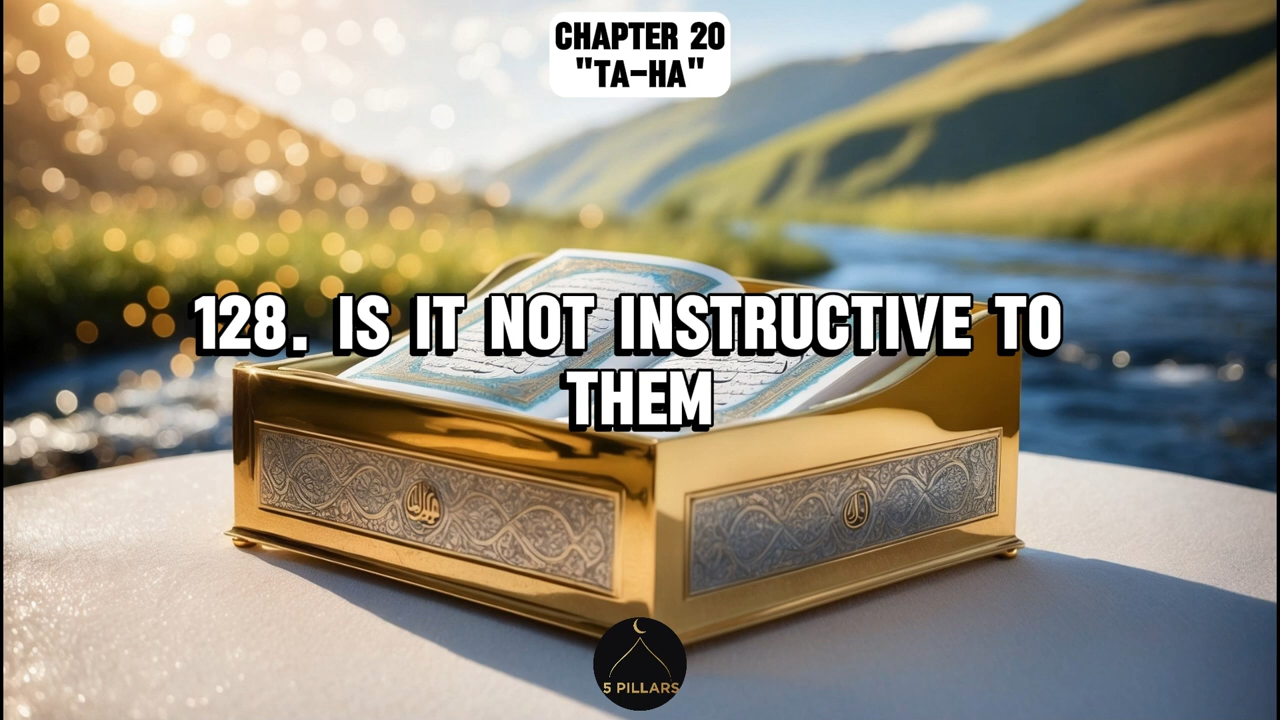 CHAPTER 20
"TA-HA"
128. IS IT NOT INSTRUCTIVE TO
THEM
5 PILLARS